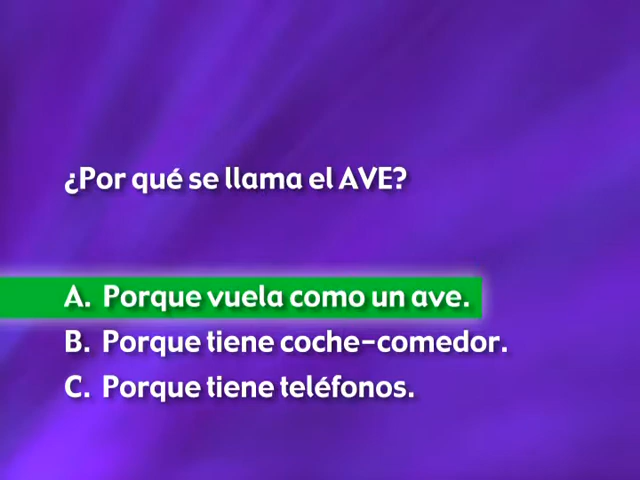 ¿Por qué se llama el AVE?
A. Porque vuela como un ave.
B. Porque tiene coche-comedor.
C. Porque tiene teléfonos.